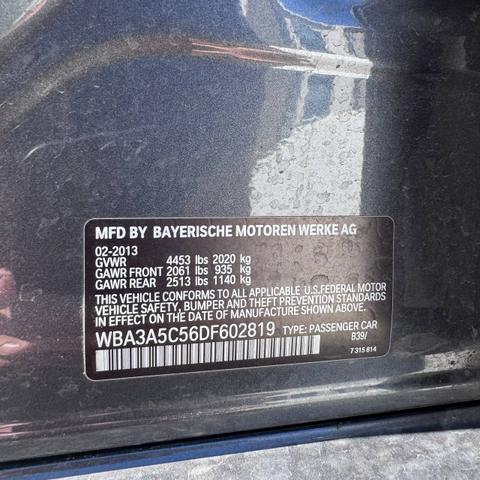 MFD BY BAYERISCHE MOTOREN WERKE AG
02-2013
GVWR 4453 lbs 2020 kg
GAWR FRONT 2061 lbs 935 kg
GAWR REAR 2513 lbs 1140 kg
THIS VEHICLE CONFORMS TO ALL APPLICABLE U.S.FEDERAL MOTOR
VEHICLE SAFETY, BUMPER, AND THEFT PREVENTION STANDARDS
IN EFFECT ON THE DATE OF MANUFACTURE SHOWN ABOVE.
WBA3A5C56DF602819 TYPE: PASSENGER CAR
B39/
7 315 814